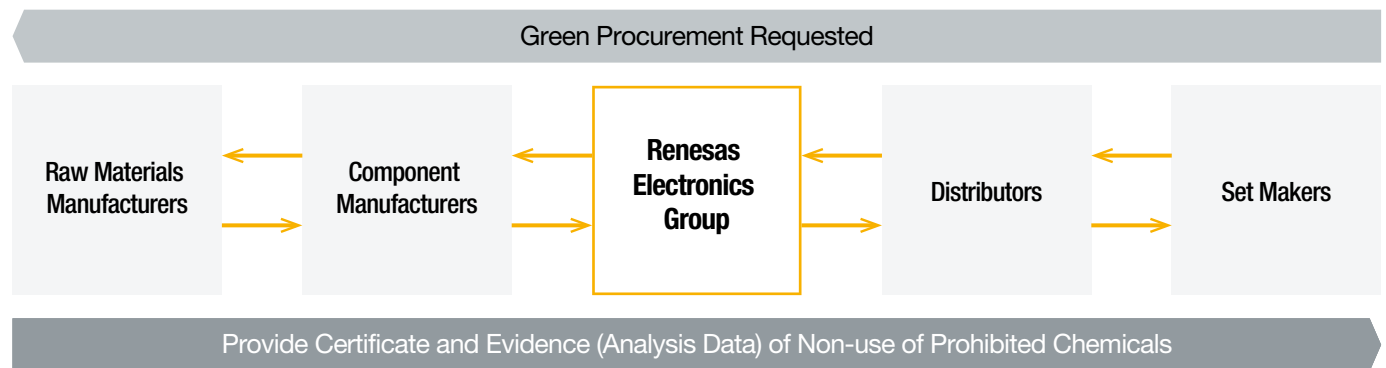 Green Procurement Requested
Raw Materials
Manufacturers
Component
Manufacturers
Renesas
Electronics
Group
Distributors
Set Makers
Provide Certificate and Evidence (Analysis Data) of Non-use of Prohibited Chemicals